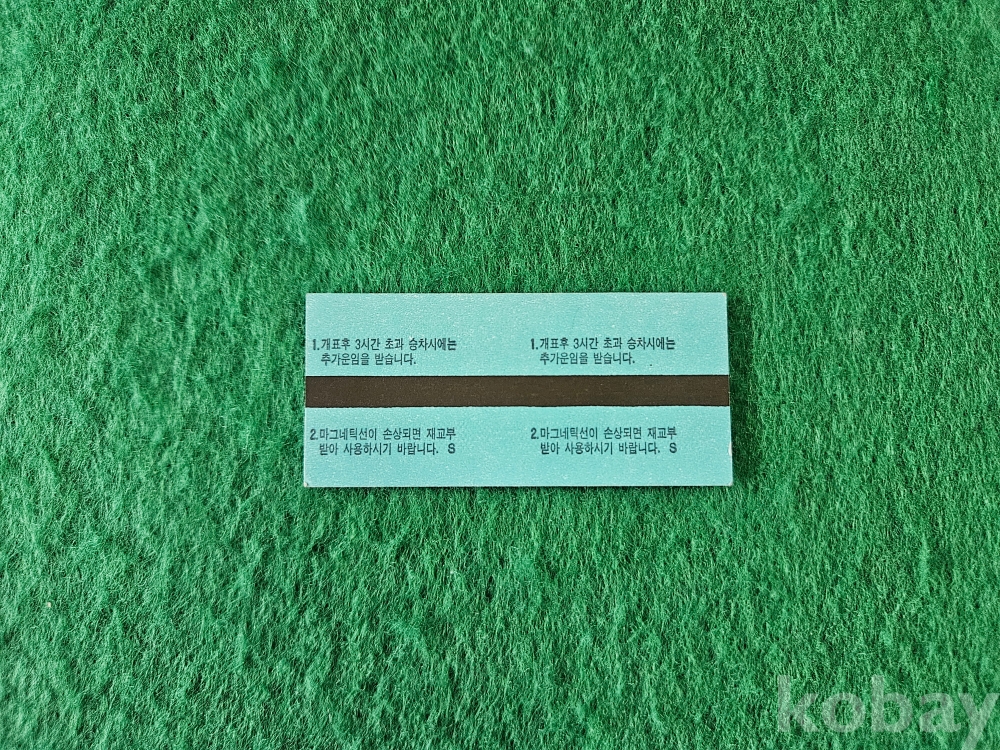 1.개표후 3시간 초과 승차시에는
추가운임을 받습니다.
1.개표후 3시간 초과 승차시에는
추가운임을 받습니다.
2.마그네틱선이 손상되면 재교부
받아 사용하시기 바랍니다. S
2.마그네틱선이 손상되면 재교부
받아 사용하시기 바랍니다. S
kobay